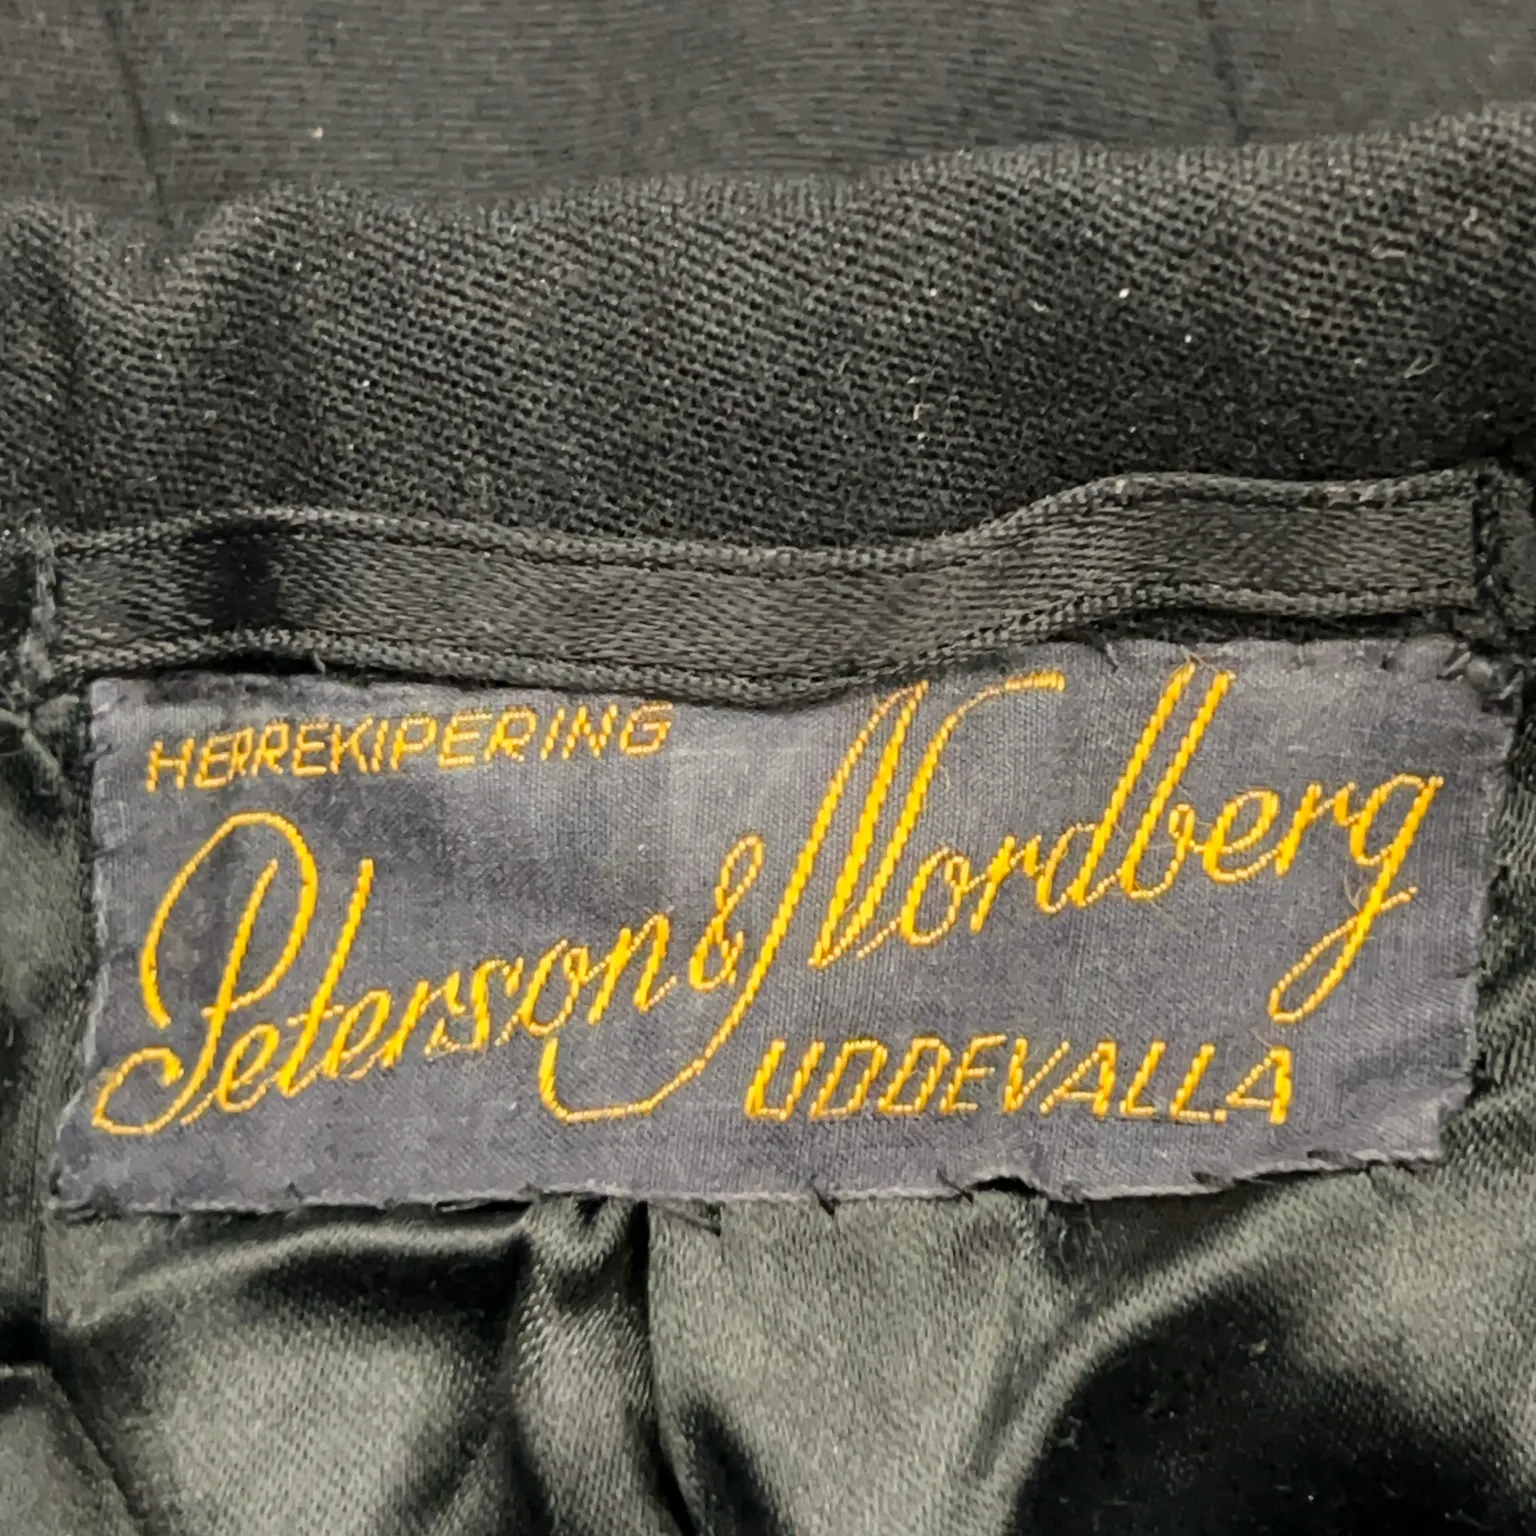 HERREKIPERING
Peterson & Nordberg
UDDEVALLA